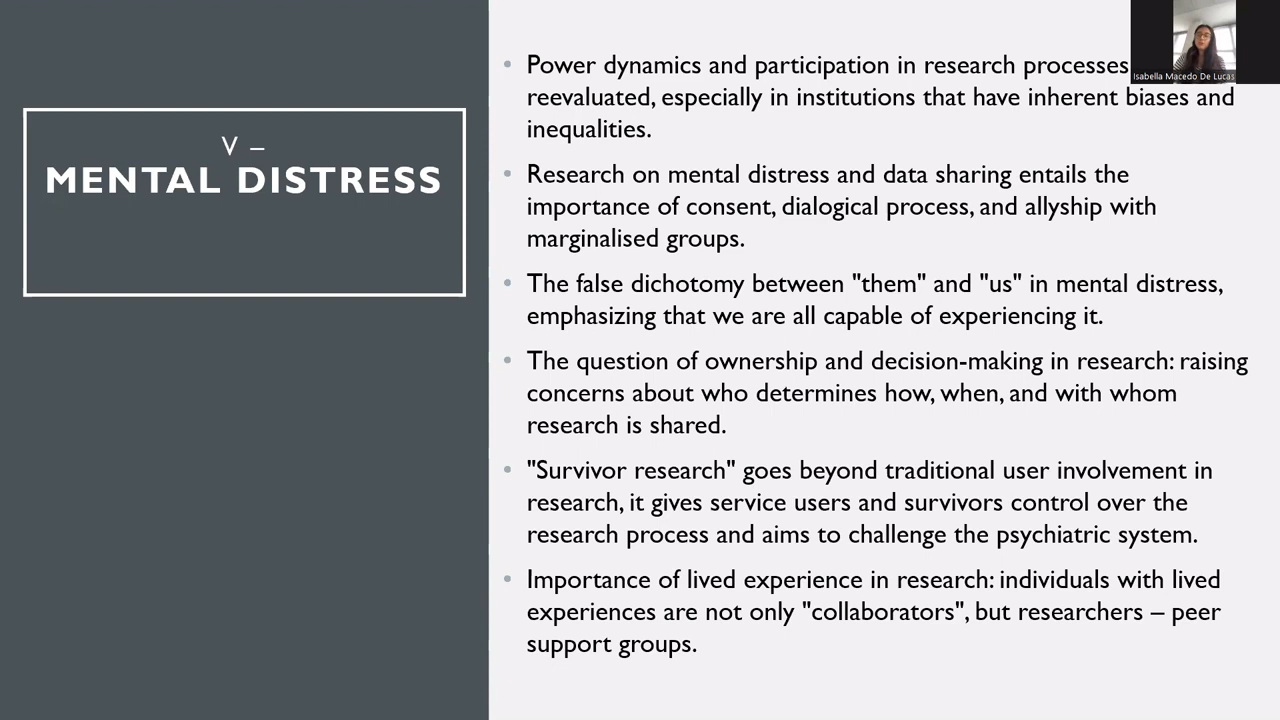 V –
MENTAL DISTRESS
Power dynamics and participation in research processes
reevaluated, especially in institutions that have inherent biases and
inequalities.
Research on mental distress and data sharing entails the
importance of consent, dialogical process, and allyship with
marginalised groups.
The false dichotomy between "them" and "us" in mental distress,
emphasizing that we are all capable of experiencing it.
The question of ownership and decision-making in research: raising
concerns about who determines how, when, and with whom
research is shared.
"Survivor research" goes beyond traditional user involvement in
research, it gives service users and survivors control over the
research process and aims to challenge the psychiatric system.
Importance of lived experience in research: individuals with lived
experiences are not only "collaborators", but researchers – peer
support groups.
Isabella Macedo De Lucas